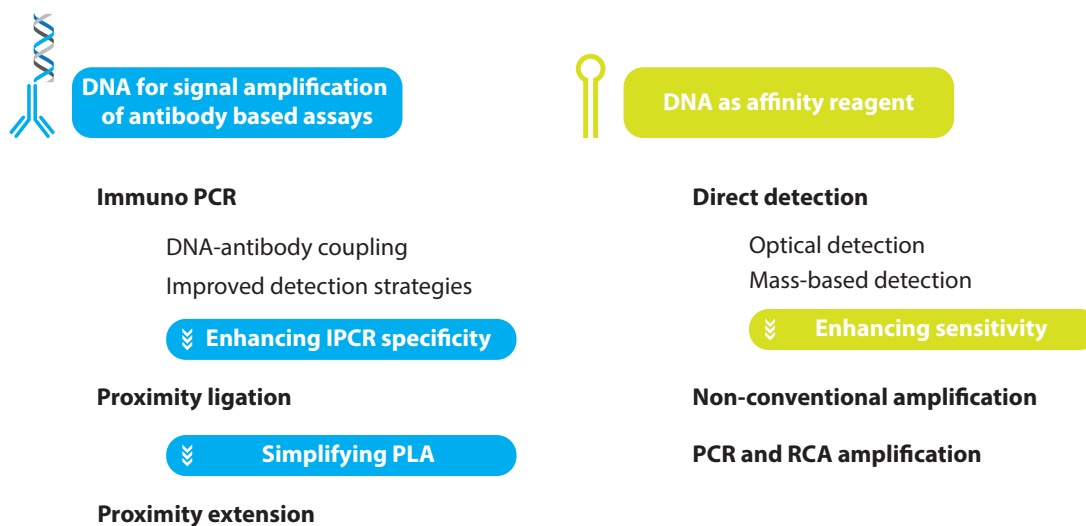 DNA for signal amplification
of antibody based assays
Immuno PCR
DNA-antibody coupling
Improved detection strategies
Enhancing IPCR specificity
Proximity ligation
Simplifying PLA
Proximity extension
DNA as affinity reagent
Direct detection
Optical detection
Mass-based detection
Enhancing sensitivity
Non-conventional amplification
PCR and RCA amplification